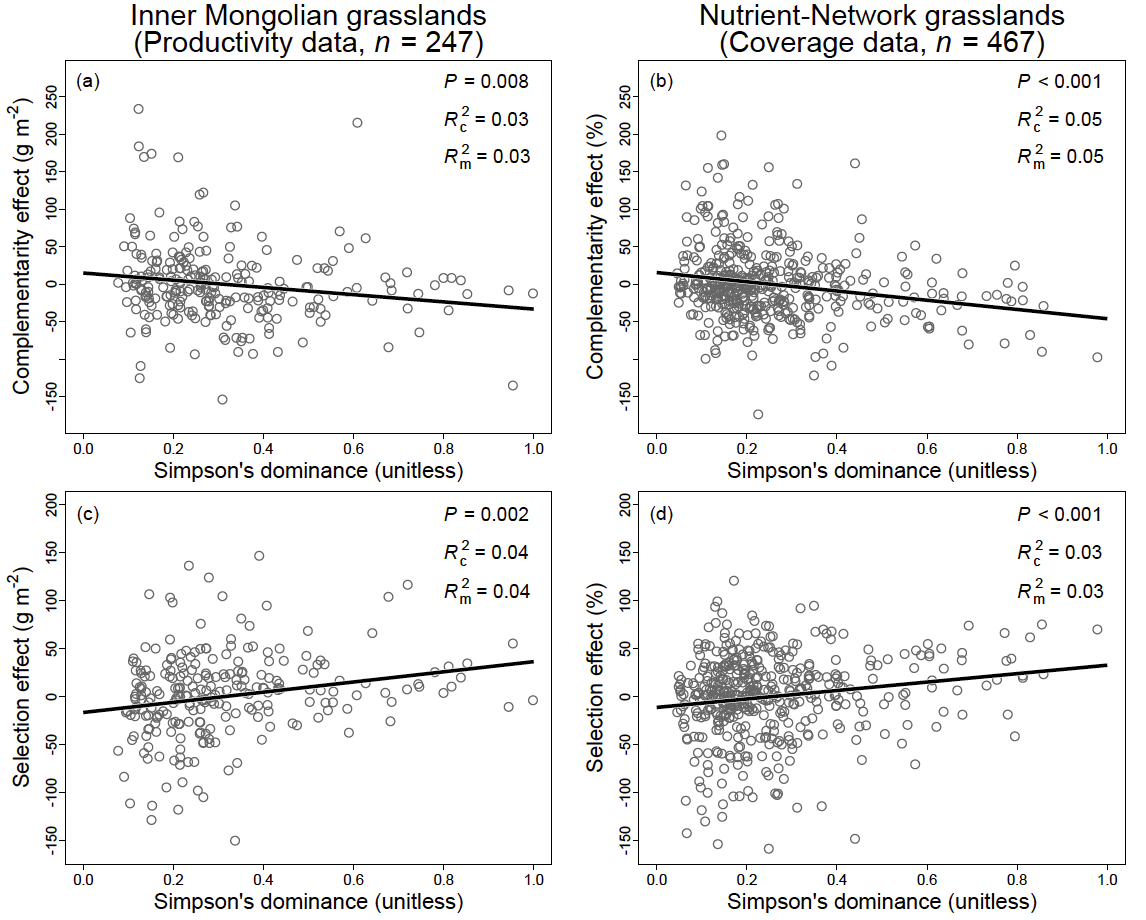 Inner Mongolian grasslands
(Productivity data, n = 247)
Nutrient-Network grasslands
(Coverage data, n = 467)
(a)
P = 0.008
R²c = 0.03
R²m = 0.03
Complementarity effect (g m⁻²)
250
200
150
100
50
0
-50
-150
0.0 0.2 0.4 0.6 0.8 1.0
Simpson's dominance (unitless)
(b)
P < 0.001
R²c = 0.05
R²m = 0.05
Complementarity effect (%)
250
200
150
100
50
0
-50
-150
0.0 0.2 0.4 0.6 0.8 1.0
Simpson's dominance (unitless)
(c)
P = 0.002
R²c = 0.04
R²m = 0.04
Selection effect (g m⁻²)
200
150
100
50
0
-50
-100
-150
0.0 0.2 0.4 0.6 0.8 1.0
Simpson's dominance (unitless)
(d)
P < 0.001
R²c = 0.03
R²m = 0.03
Selection effect (%)
200
150
100
50
0
-50
-100
-150
0.0 0.2 0.4 0.6 0.8 1.0
Simpson's dominance (unitless)